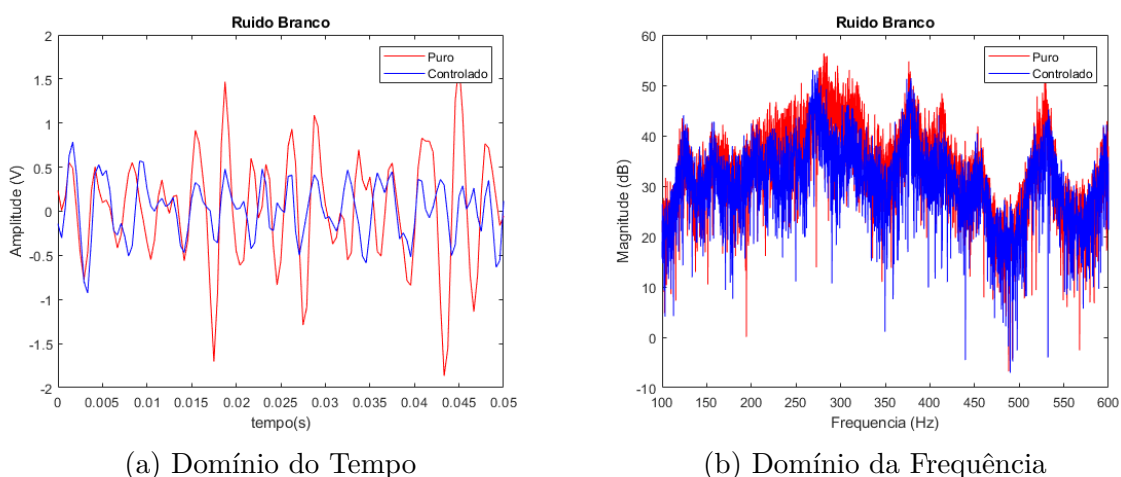 Ruido Branco
Puro
Controlado
Amplitude (V)
2
1.5
1
0.5
0
-0.5
-1
-1.5
-2
0 0.005 0.01 0.015 0.02 0.025 0.03 0.035 0.04 0.045 0.05
tempo(s)
(a) Domínio do Tempo
Ruido Branco
Puro
Controlado
Magnitude (dB)
60
50
40
30
20
10
0
-10
100 150 200 250 300 350 400 450 500 550 600
Frequencia (Hz)
(b) Domínio da Frequência